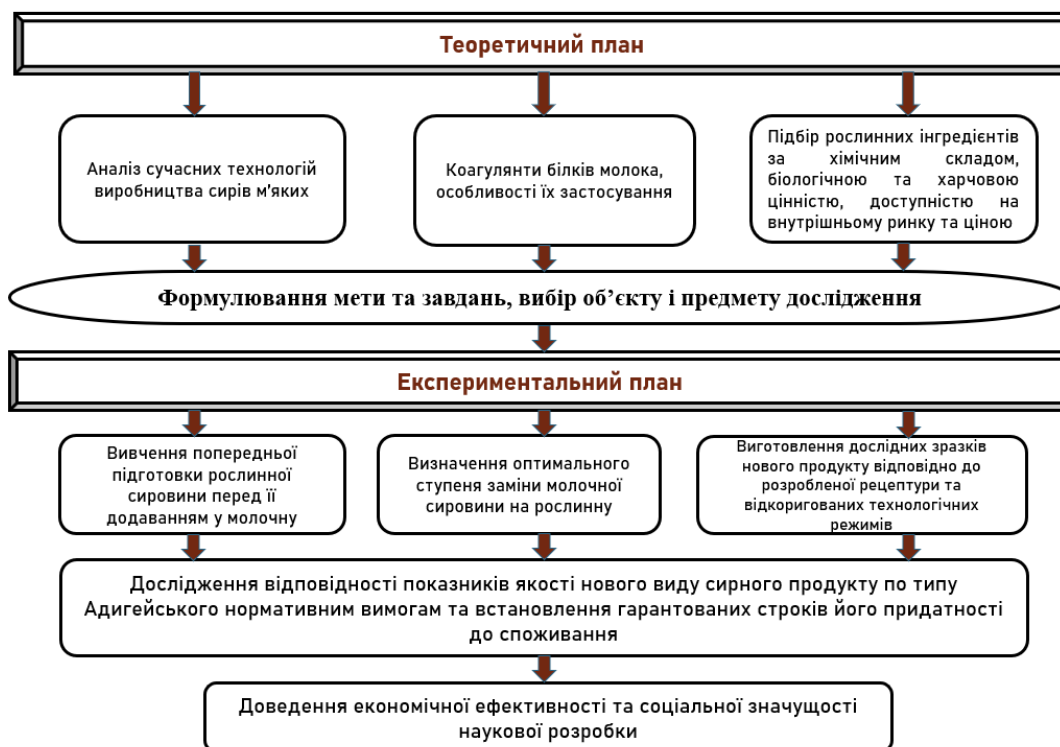 Теоретичний план
Аналіз сучасних технологій
виробництва сирів м'яких
Коагулянти білків молока,
особливості їх застосування
Підбір рослинних інгредієнтів
за хімічним складом,
біологічною та харчовою
цінністю, доступністю на
внутрішньому ринку та ціною
Формулювання мети та завдань, вибір об’єкту і предмету дослідження
Експериментальний план
Вивчення попередньої
підготовки рослинної
сировини перед її
додаванням у молочну
Визначення оптимального
ступеня заміни молочної
сировини на рослинну
Виготовлення дослідних зразків
нового продукту відповідно до
розробленої рецептури та
відкоригованих технологічних
режимів
Дослідження відповідності показників якості нового виду сирного продукту по типу
Адигейського нормативним вимогам та встановлення гарантованих строків його придатності
до споживання
Доведення економічної ефективності та соціальної значущості
наукової розробки